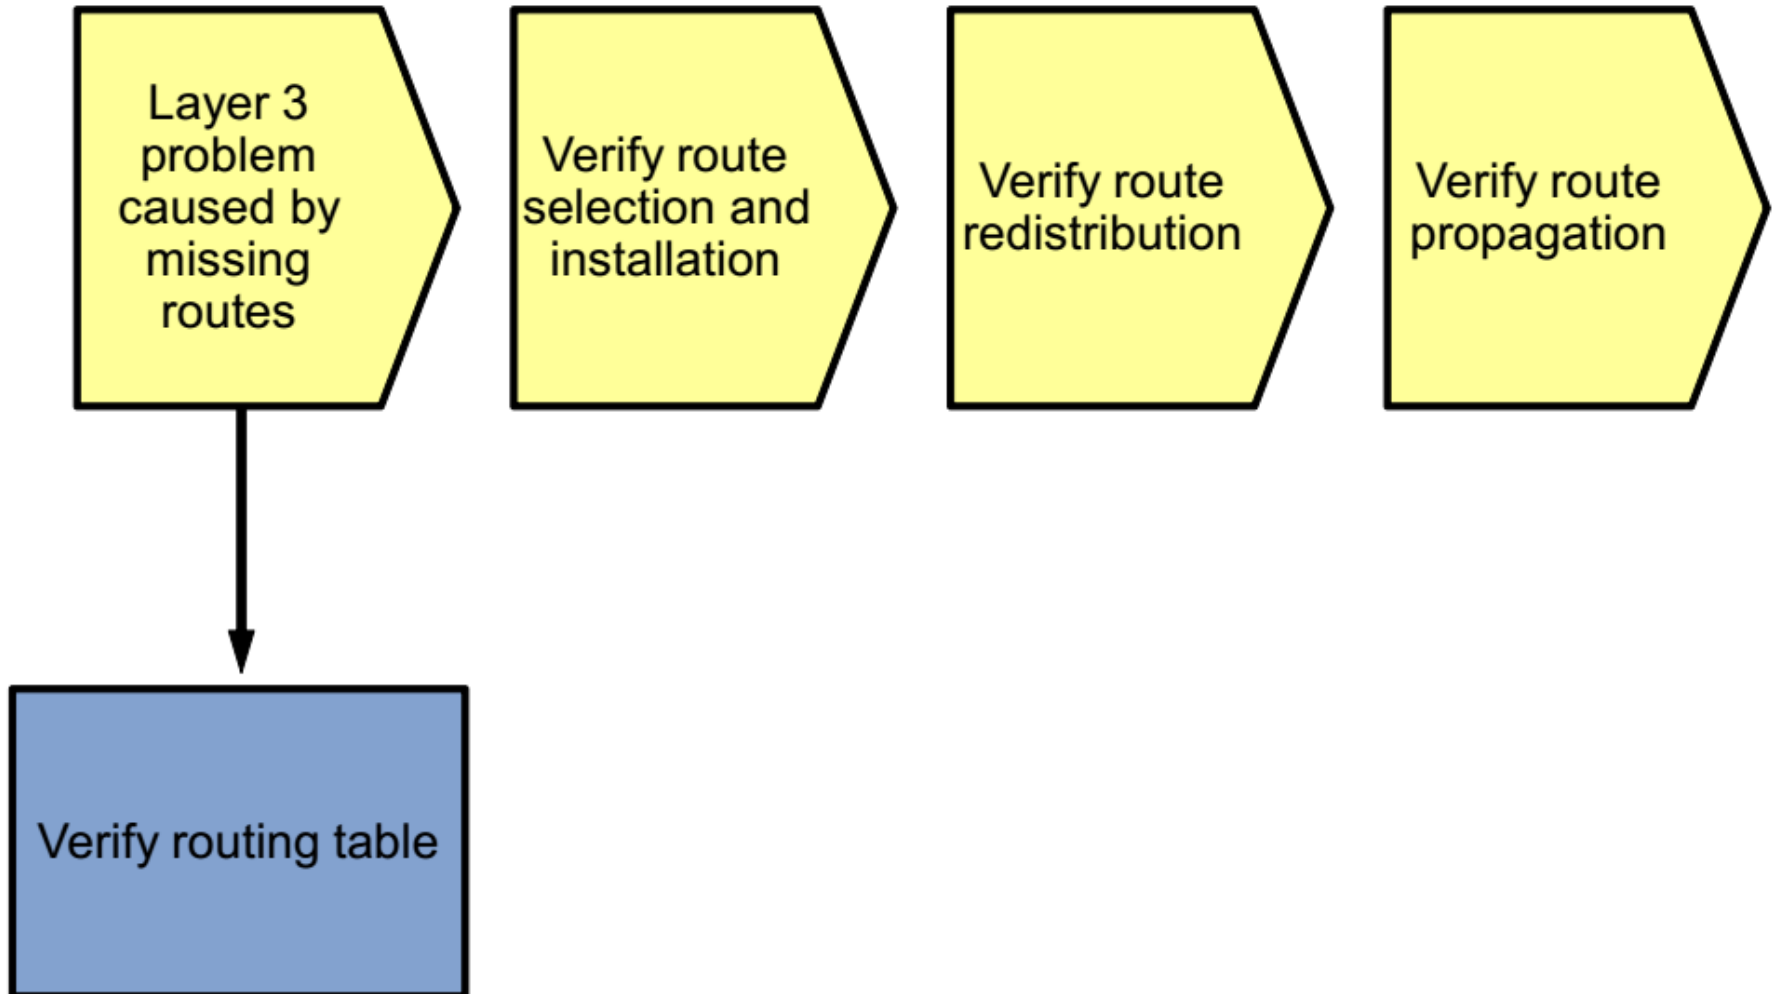 Layer 3
problem
caused by
missing
routes
Verify route
selection and
installation
Verify route
redistribution
Verify route
propagation
Verify routing table